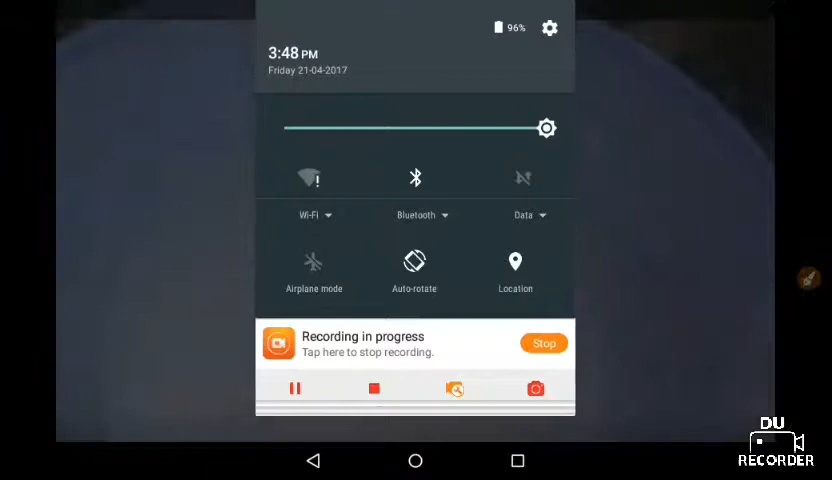 96%
3:48 PM
Friday 21-04-2017
Wi-Fi
Bluetooth
Data
Airplane mode
Auto-rotate
Location
Recording in progress
Tap here to stop recording.
Stop
DU
RECORDER